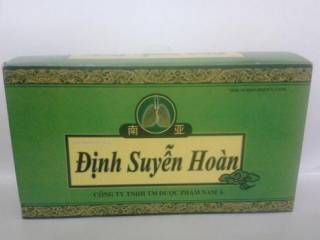 南 亚
Định Suyễn Hoàn
CÔNG TY TNHH TM DƯỢC PHẨM NAM Á